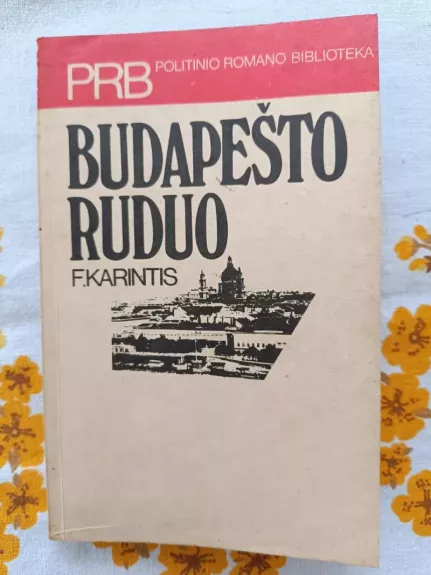 PRB POLITINIO ROMANO BIBLIOTEKA
BUDAPEŠTO
RUDUO
F.KARINTIS